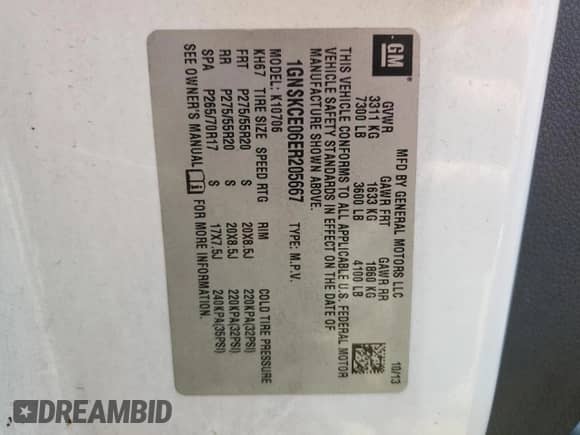 GM
MFD BY GENERAL MOTORS LLC 10/13
GVWR GAWR FRT GAWR RR
3311 KG 1633 KG 1860 KG
7300 LB 3600 LB 4100 LB
THIS VEHICLE CONFORMS TO ALL APPLICABLE U.S. FEDERAL MOTOR
VEHICLE SAFETY STANDARDS IN EFFECT ON THE DATE OF
MANUFACTURE SHOWN ABOVE.
1GNSKCE06ER205667 TYPE: M.P.V.
MODEL: K10706
KH67 TIRE SIZE SPEED RTG RIM COLD TIRE PRESSURE
FRT P275/55R20 S 20X8.5J 220KPA(32PSI)
RR P275/55R20 S 20X8.5J 220KPA(32PSI)
SPA P265/70R17 S 17X7.5J 240KPA(35PSI)
SEE OWNER'S MANUAL FOR MORE INFORMATION.
DREAMBID